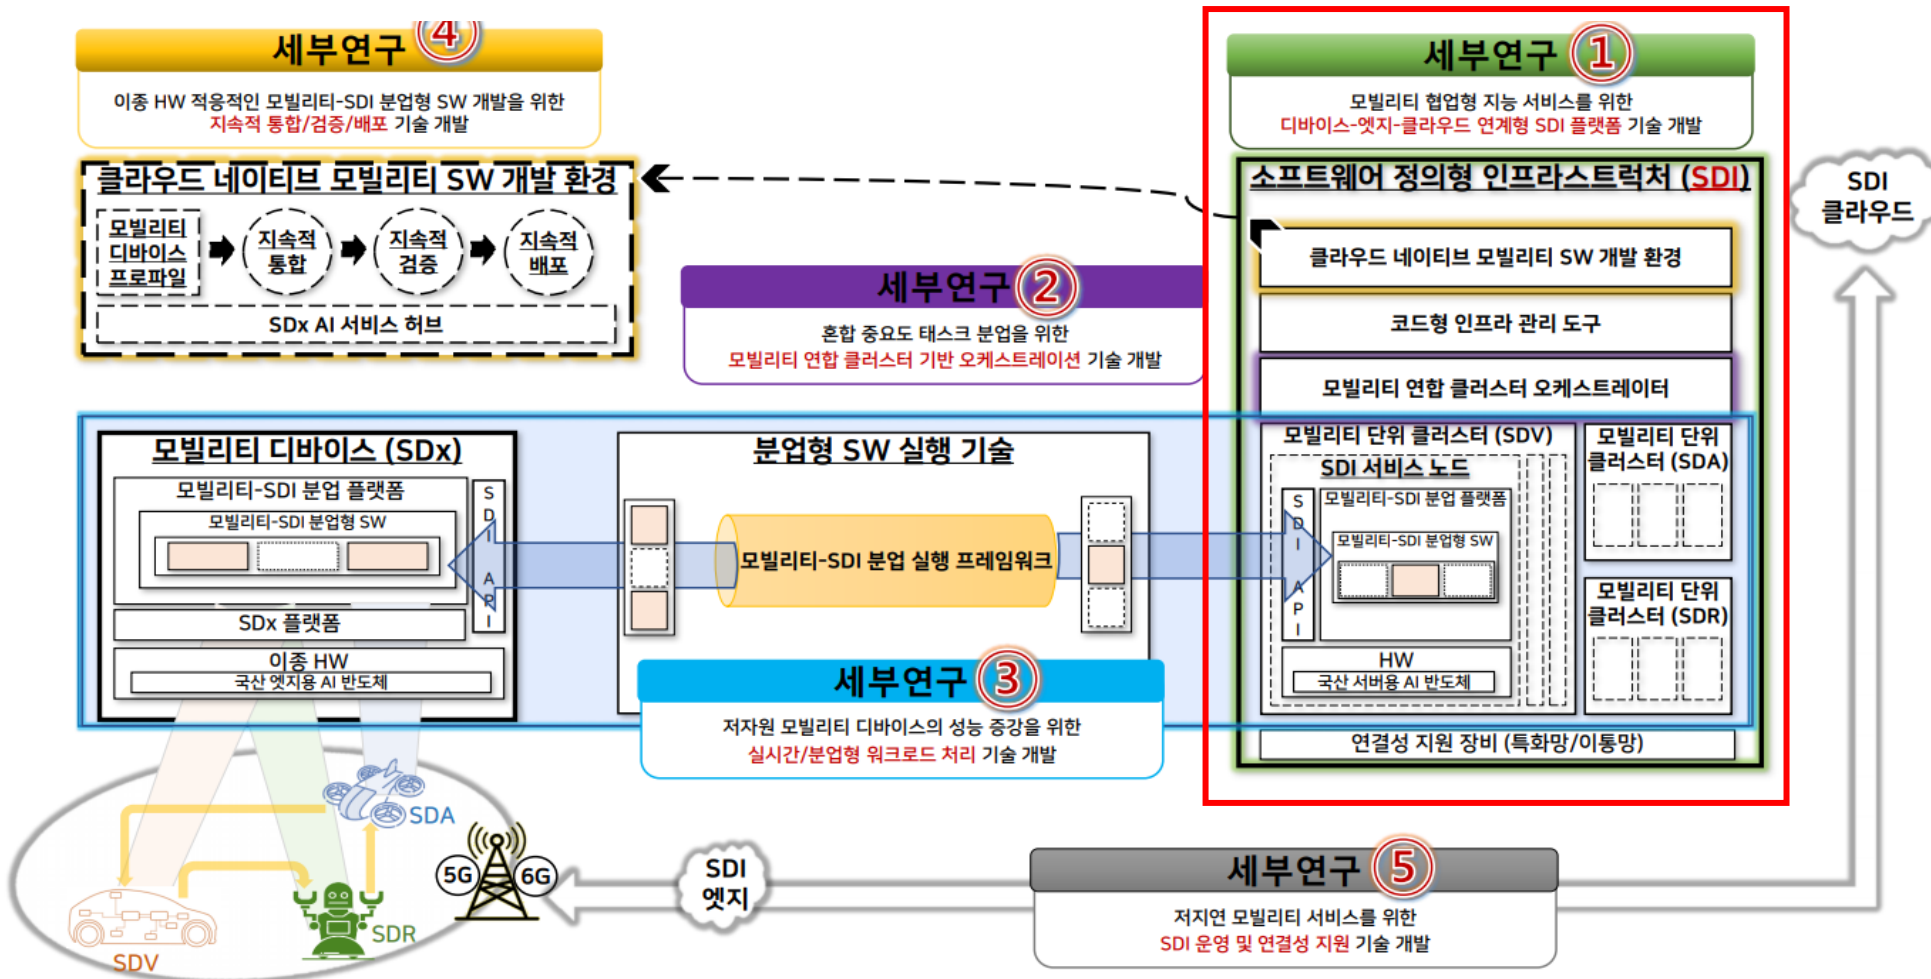 세부연구 ④
이종 HW 적응적인 모빌리티-SDI 분업형 SW 개발을 위한
지속적 통합/검증/배포 기술 개발
클라우드 네이티브 모빌리티 SW 개발 환경
모빌리티
디바이스
프로파일
지속적
통합
지속적
검증
지속적
배포
SDx AI 서비스 허브
세부연구 ②
혼합 중요도 태스크 분업을 위한
모빌리티 연합 클러스터 기반 오케스트레이션 기술 개발
세부연구 ①
모빌리티 협업형 지능 서비스를 위한
디바이스-엣지-클라우드 연계형 SDI 플랫폼 기술 개발
소프트웨어 정의형 인프라스트럭처 (SDI)
클라우드 네이티브 모빌리티 SW 개발 환경
코드형 인프라 관리 도구
모빌리티 연합 클러스터 오케스트레이터
모빌리티 단위 클러스터 (SDV)
SDI 서비스 노드
SDI API
모빌리티-SDI 분업 플랫폼
모빌리티-SDI 분업형 SW
HW
국산 서버용 AI 반도체
모빌리티 단위
클러스터 (SDA)
모빌리티 단위
클러스터 (SDR)
연결성 지원 장비 (특화망/이통망)
SDI
클라우드
모빌리티 디바이스 (SDx)
모빌리티-SDI 분업 플랫폼
모빌리티-SDI 분업형 SW
SDI API
SDx 플랫폼
이종 HW
국산 엣지용 AI 반도체
분업형 SW 실행 기술
모빌리티-SDI 분업 실행 프레임워크
세부연구 ③
저자원 모빌리티 디바이스의 성능 증강을 위한
실시간/분업형 워크로드 처리 기술 개발
SDA
SDV
SDR
5G
6G
SDI
엣지
세부연구 ⑤
저지연 모빌리티 서비스를 위한
SDI 운영 및 연결성 지원 기술 개발